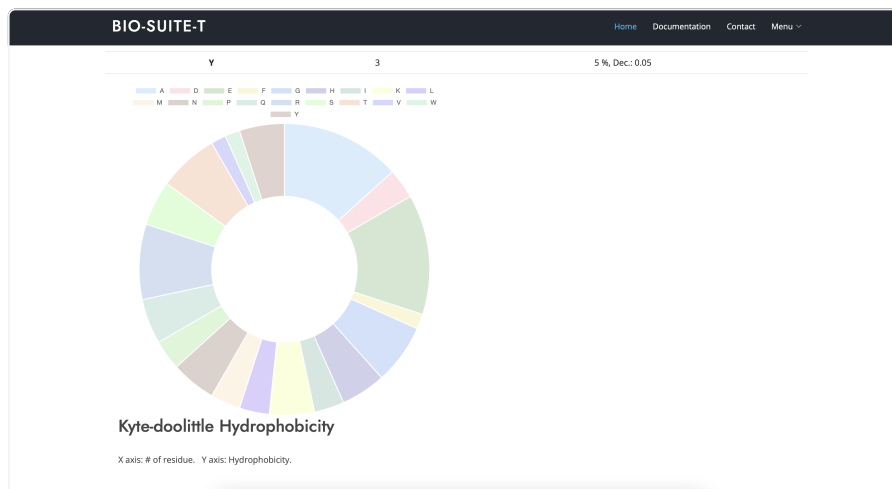 BIO-SUITE-T Home Documentation Contact Menu
Y 3 5 %, Dec.: 0.05
A D E F G H I K L
M N P Q R S T V W
Y
Kyte-doolittle Hydrophobicity
X axis: # of residue. Y axis: Hydrophobicity.